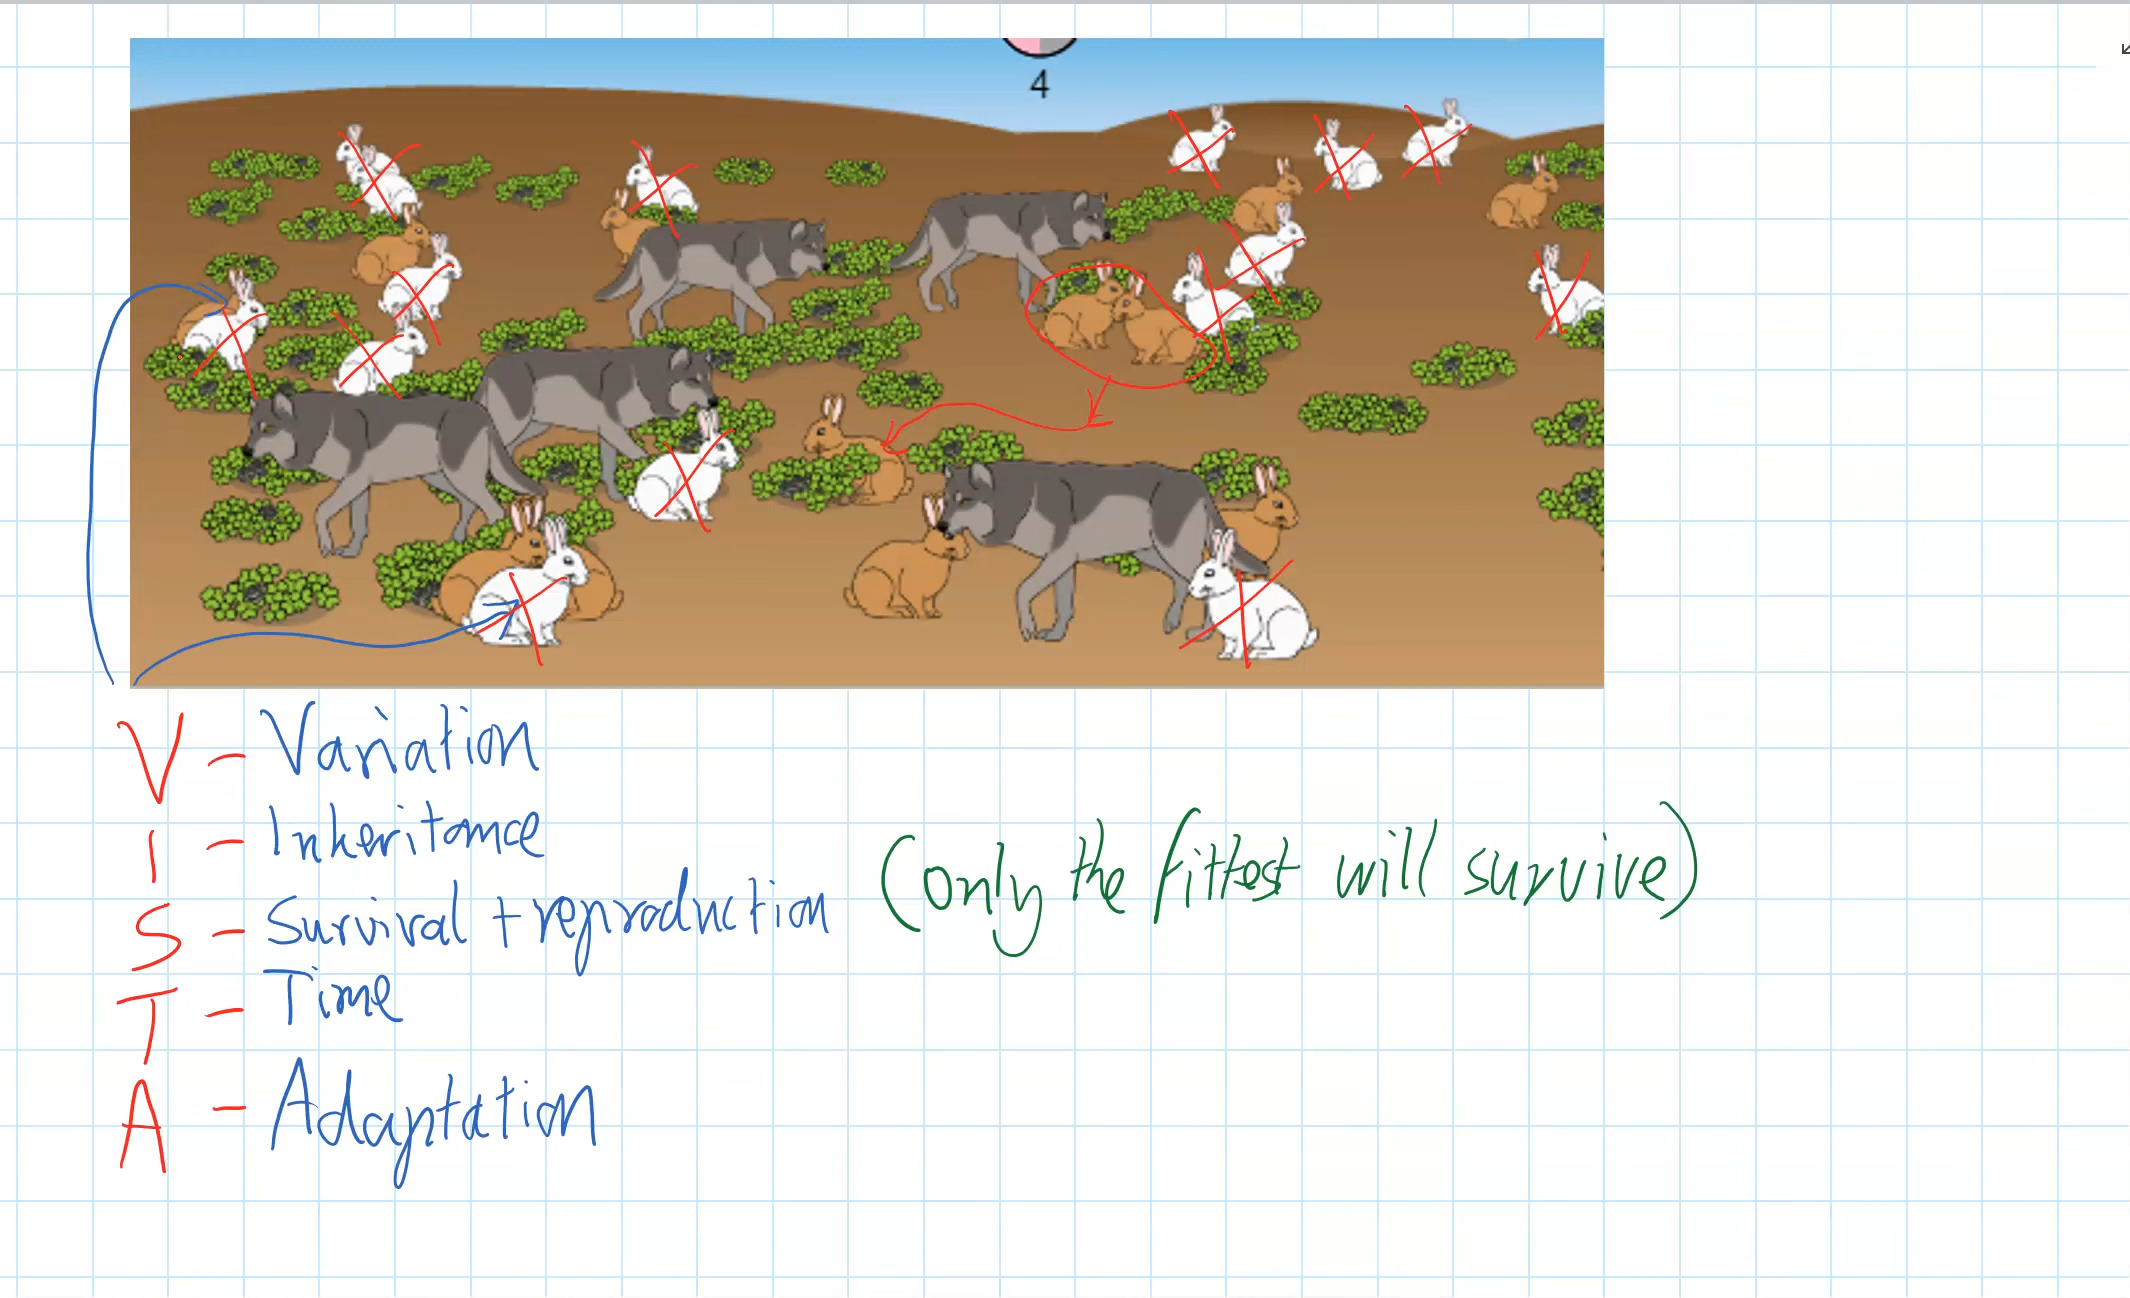 4
V - Variation
I - Inheritance
S - Survival + reproduction (only the fittest will survive)
T - Time
A - Adaptation